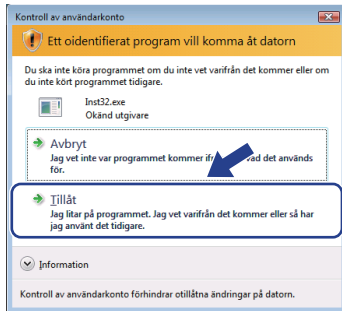 Kontroll av användarkonto
Ett oidentifierat program vill komma åt datorn
Du ska inte köra programmet om du inte vet varifrån det kommer eller om
du inte kört programmet tidigare.
Inst32.exe
Okänd utgivare
Avbryt
Jag vet inte var programmet kommer vad det används
för.
Tillåt
Jag litar på programmet. Jag vet varifrån det kommer eller så har
jag använt det tidigare.
Information
Kontroll av användarkonto förhindrar otillåtna ändringar på datorn.